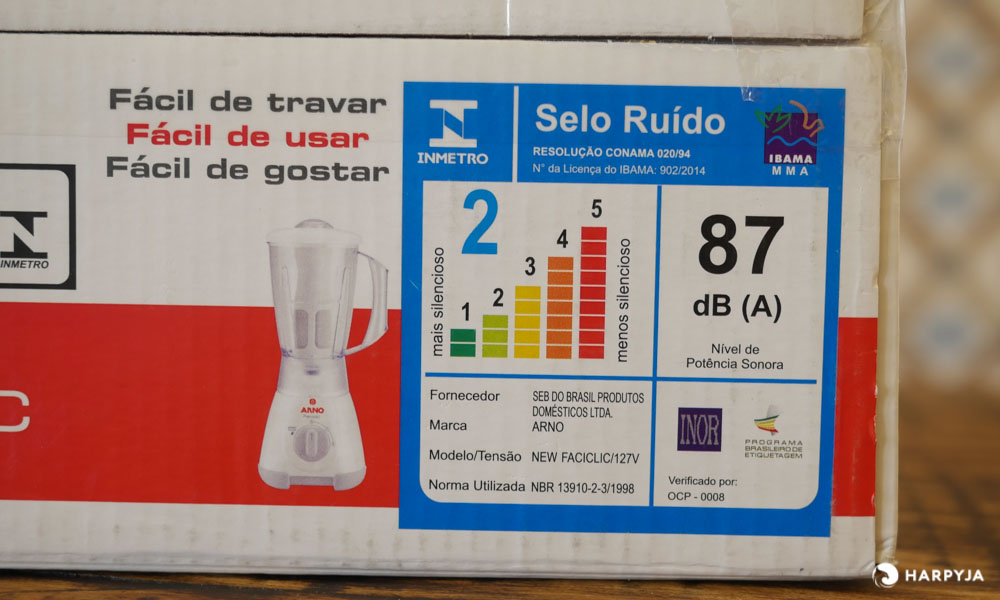 Fácil de travar
Fácil de usar
Fácil de gostar
INMETRO
C
ARNO
INMETRO
Selo Ruído
RESOLUÇÃO CONAMA 020/94
N° da Licença do IBAMA: 902/2014
IBAMA
MMA
2
mais silencioso
1
2
3
4
5
menos silencioso
87
dB (A)
Nível de
Potência Sonora
Fornecedor SEB DO BRASIL PRODUTOS
DOMÉSTICOS LTDA.
Marca ARNO
Modelo/Tensão NEW FACICLIC/127V
Norma Utilizada NBR 13910-2-3/1998
INOR
PROGRAMA
BRASILEIRO DE
ETIQUETAGEM
Verificado por:
OCP - 0008
HARPYJA